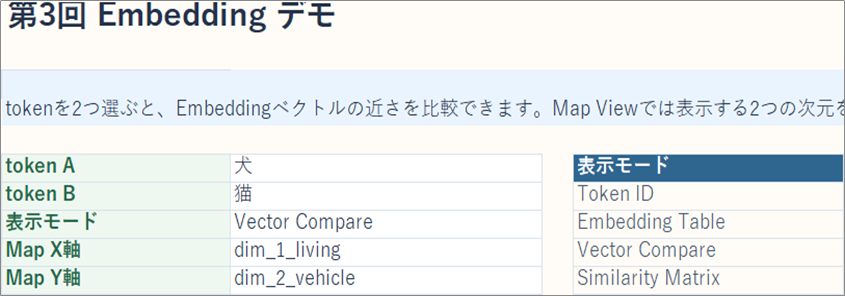 第3回 Embedding デモ
tokenを2つ選ぶと、Embeddingベクトルの近さを比較できます。Map Viewでは表示する2つの次元を
token A 犬 表示モード
token B 猫 Token ID
表示モード Vector Compare Embedding Table
Map X軸 dim_1_living Vector Compare
Map Y軸 dim_2_vehicle Similarity Matrix